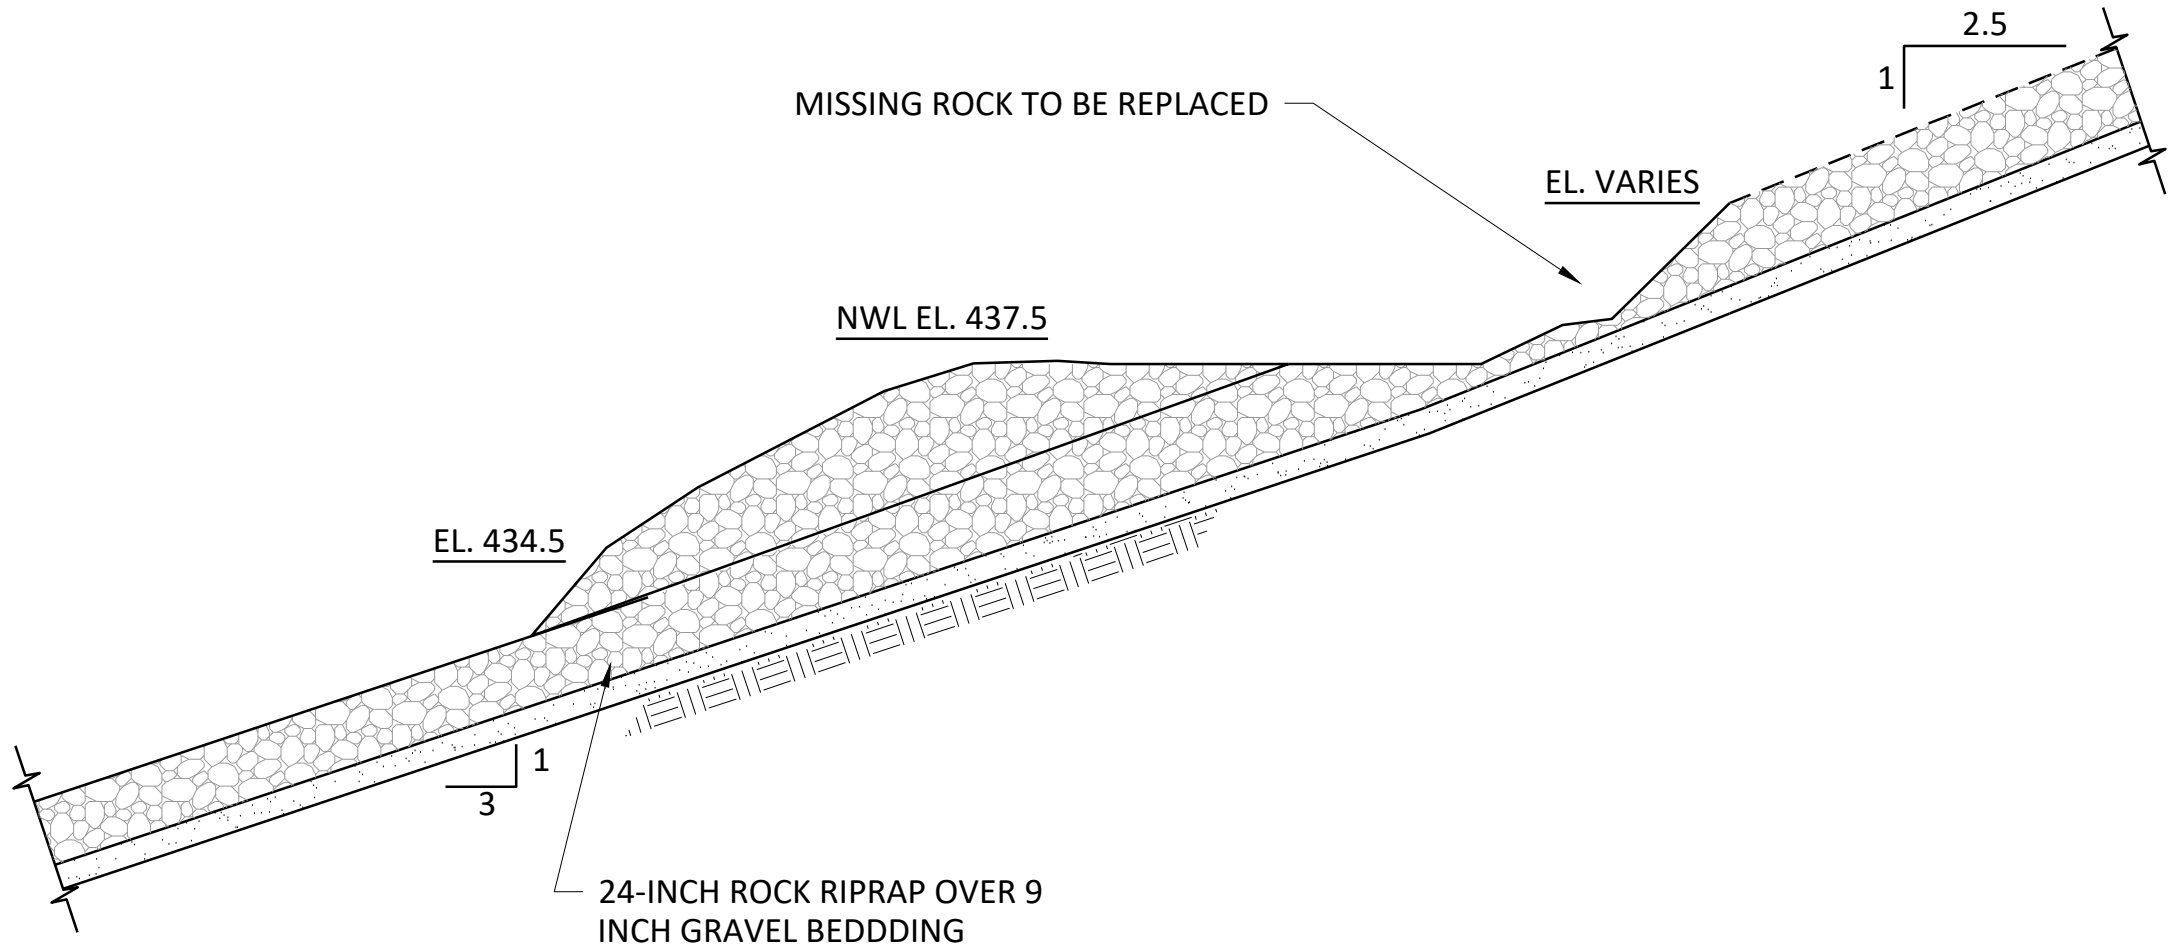 2.5
1
MISSING ROCK TO BE REPLACED
EL. VARIES
NWL EL. 437.5
EL. 434.5
1
3
24-INCH ROCK RIPRAP OVER 9
INCH GRAVEL BEDDDING